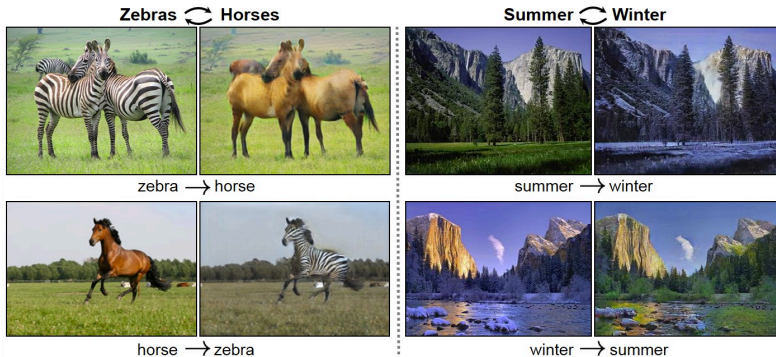 Zebras Horses
zebra → horse
horse → zebra
Summer Winter
summer → winter
winter → summer